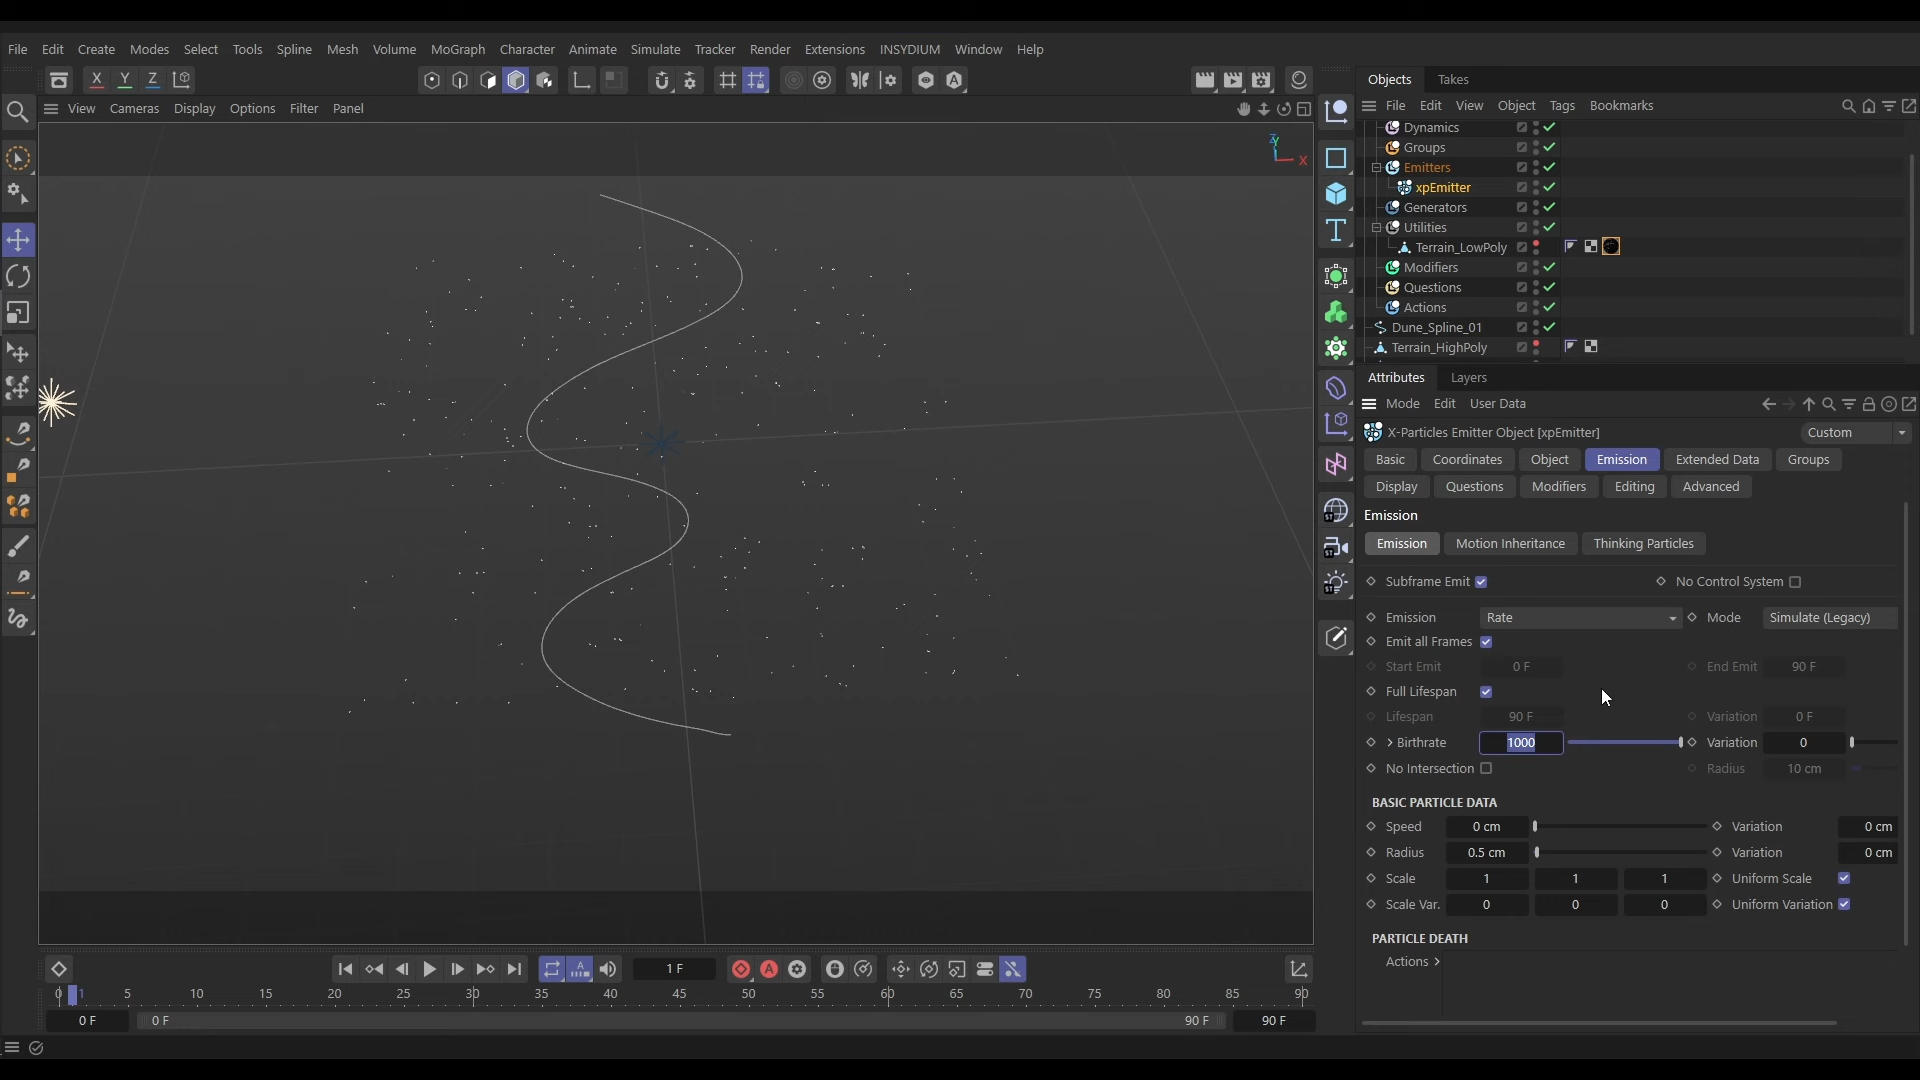 File Edit Create Modes Select Tools Spline Mesh Volume MoGraph Character Animate Simulate Tracker Render Extensions INSYDIUM Window Help
X Y Z
View Cameras Display Options Filter Panel
Y
X
Objects Takes
File Edit View Object Tags Bookmarks
Dynamics
Groups
Emitters
xpEmitter
Generators
Utilities
Terrain_LowPoly
Modifiers
Questions
Actions
Dune_Spline_01
Terrain_HighPoly
Attributes Layers
Mode Edit User Data
X-Particles Emitter Object [xpEmitter] Custom
Basic Coordinates Object Emission Extended Data Groups
Display Questions Modifiers Editing Advanced
Emission
Emission Motion Inheritance Thinking Particles
Subframe Emit No Control System
Emission Rate Mode Simulate (Legacy)
Emit all Frames
Start Emit 0 F End Emit 90 F
Full Lifespan
Lifespan 90 F Variation 0 F
Birthrate 1000 Variation 0
No Intersection Radius 10 cm
BASIC PARTICLE DATA
Speed 0 cm Variation 0 cm
Radius 0.5 cm Variation 0 cm
Scale 1 1 1 Uniform Scale
Scale Var. 0 0 0 Uniform Variation
PARTICLE DEATH
Actions >
1 F
0 1 5 10 15 20 25 30 35 40 45 50 55 60 65 70 75 80 85 90
0 F 0 F 90 F 90 F